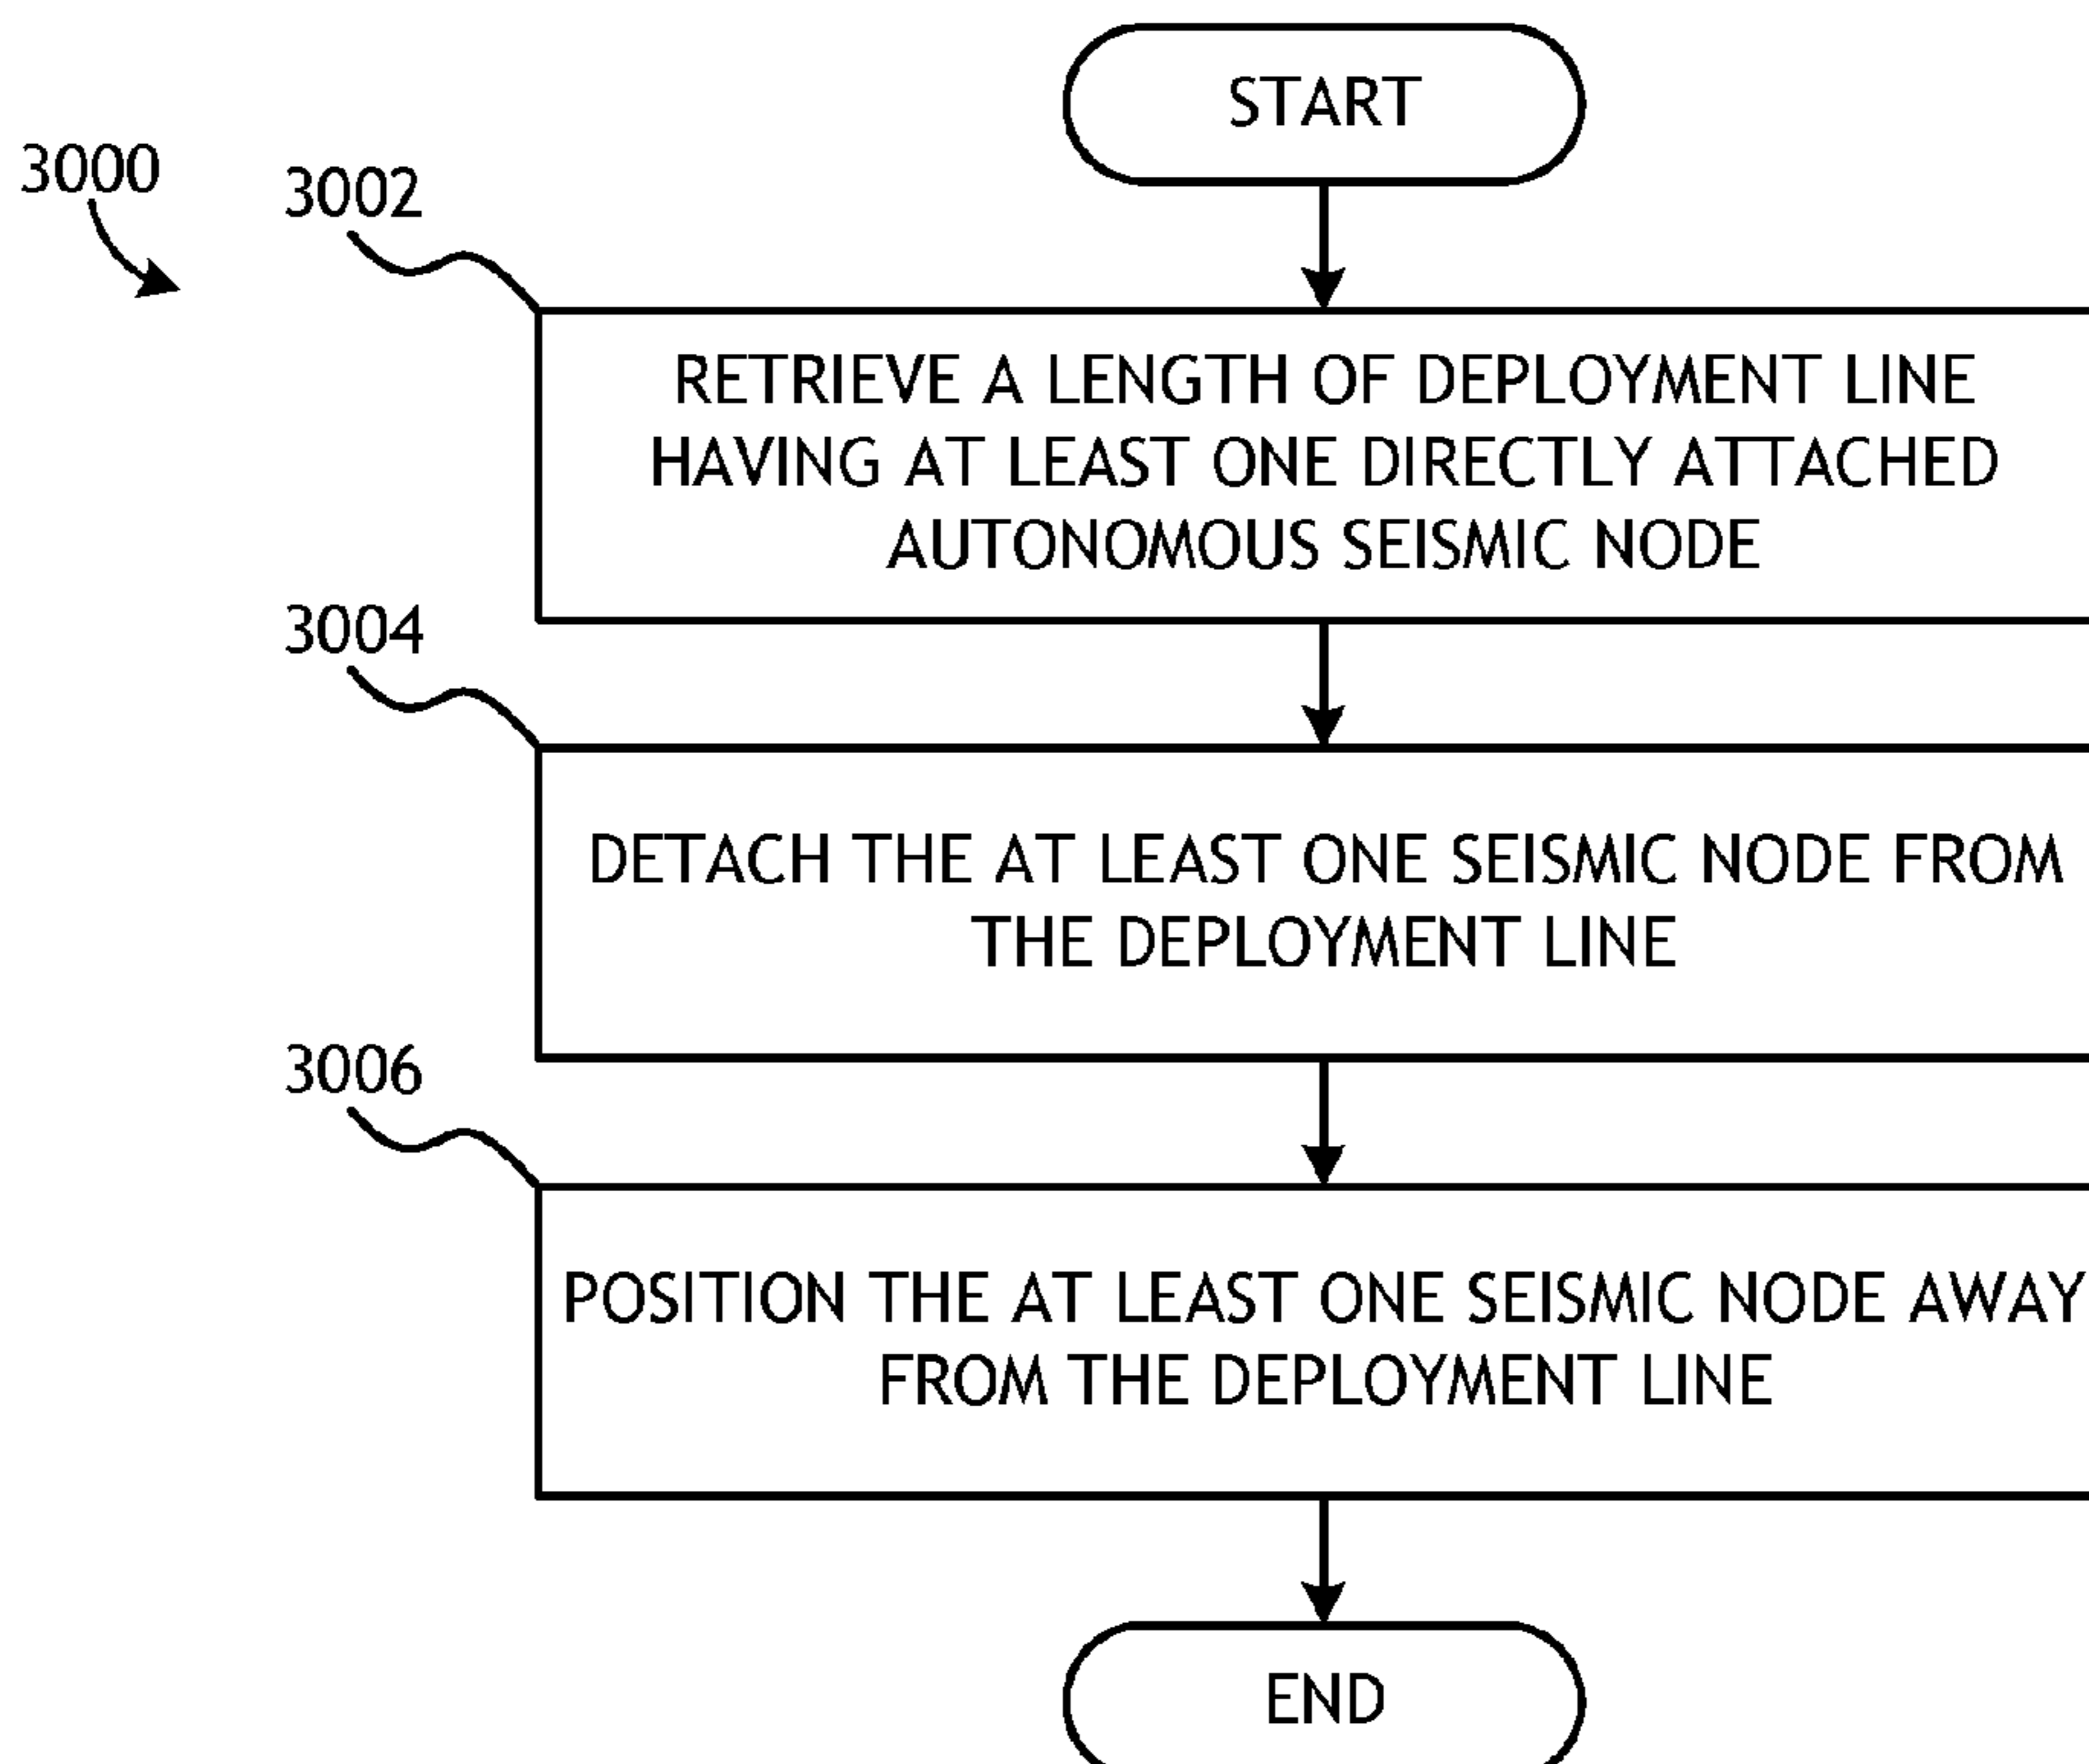 START
3000
3002
RETRIEVE A LENGTH OF DEPLOYMENT LINE
HAVING AT LEAST ONE DIRECTLY ATTACHED
AUTONOMOUS SEISMIC NODE
3004
DETACH THE AT LEAST ONE SEISMIC NODE FROM
THE DEPLOYMENT LINE
3006
POSITION THE AT LEAST ONE SEISMIC NODE AWAY
FROM THE DEPLOYMENT LINE
END